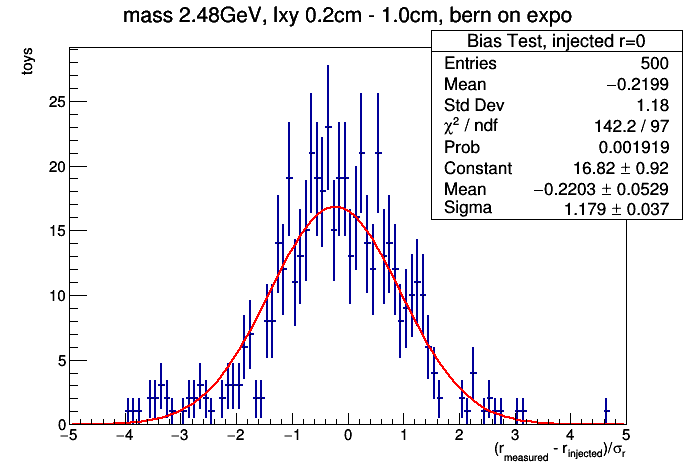 mass 2.48GeV, lxy 0.2cm - 1.0cm, bern on expo
Bias Test, injected r=0
Entries 500
Mean −0.2199
Std Dev 1.18
χ² / ndf 142.2 / 97
Prob 0.001919
Constant 16.82 ± 0.92
Mean −0.2203 ± 0.0529
Sigma 1.179 ± 0.037
toys
25
20
15
10
5
0
−5 −4 −3 −2 −1 0 1 2 3 4 5
(r_measured - r_injected)/σ_r